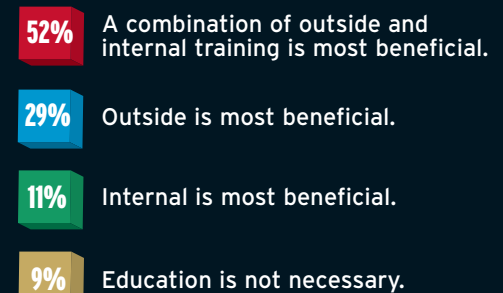 52%
A combination of outside and
internal training is most beneficial.
29%
Outside is most beneficial.
11%
Internal is most beneficial.
9%
Education is not necessary.